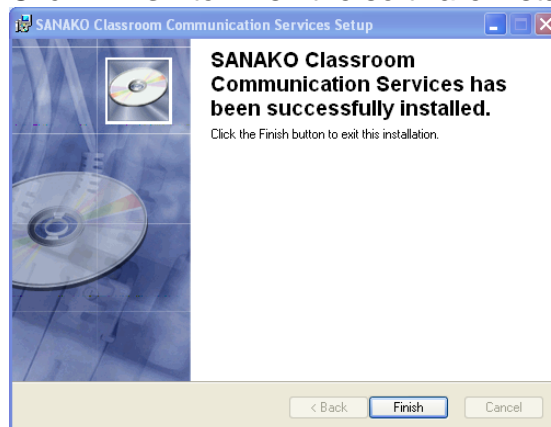 SANAKO Classroom Communication Services Setup
SANAKO Classroom
Communication Services has
been successfully installed.
Click the Finish button to exit this installation.
< Back
Finish
Cancel